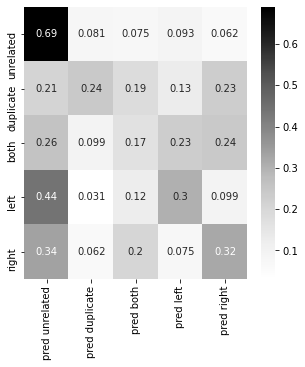 unrelated 0.69 0.081 0.075 0.093 0.062
duplicate 0.21 0.24 0.19 0.13 0.23
both 0.26 0.099 0.17 0.23 0.24
left 0.44 0.031 0.12 0.3 0.099
right 0.34 0.062 0.2 0.075 0.32
pred unrelated
pred duplicate
pred both
pred left
pred right
0.6
0.5
0.4
0.3
0.2
0.1